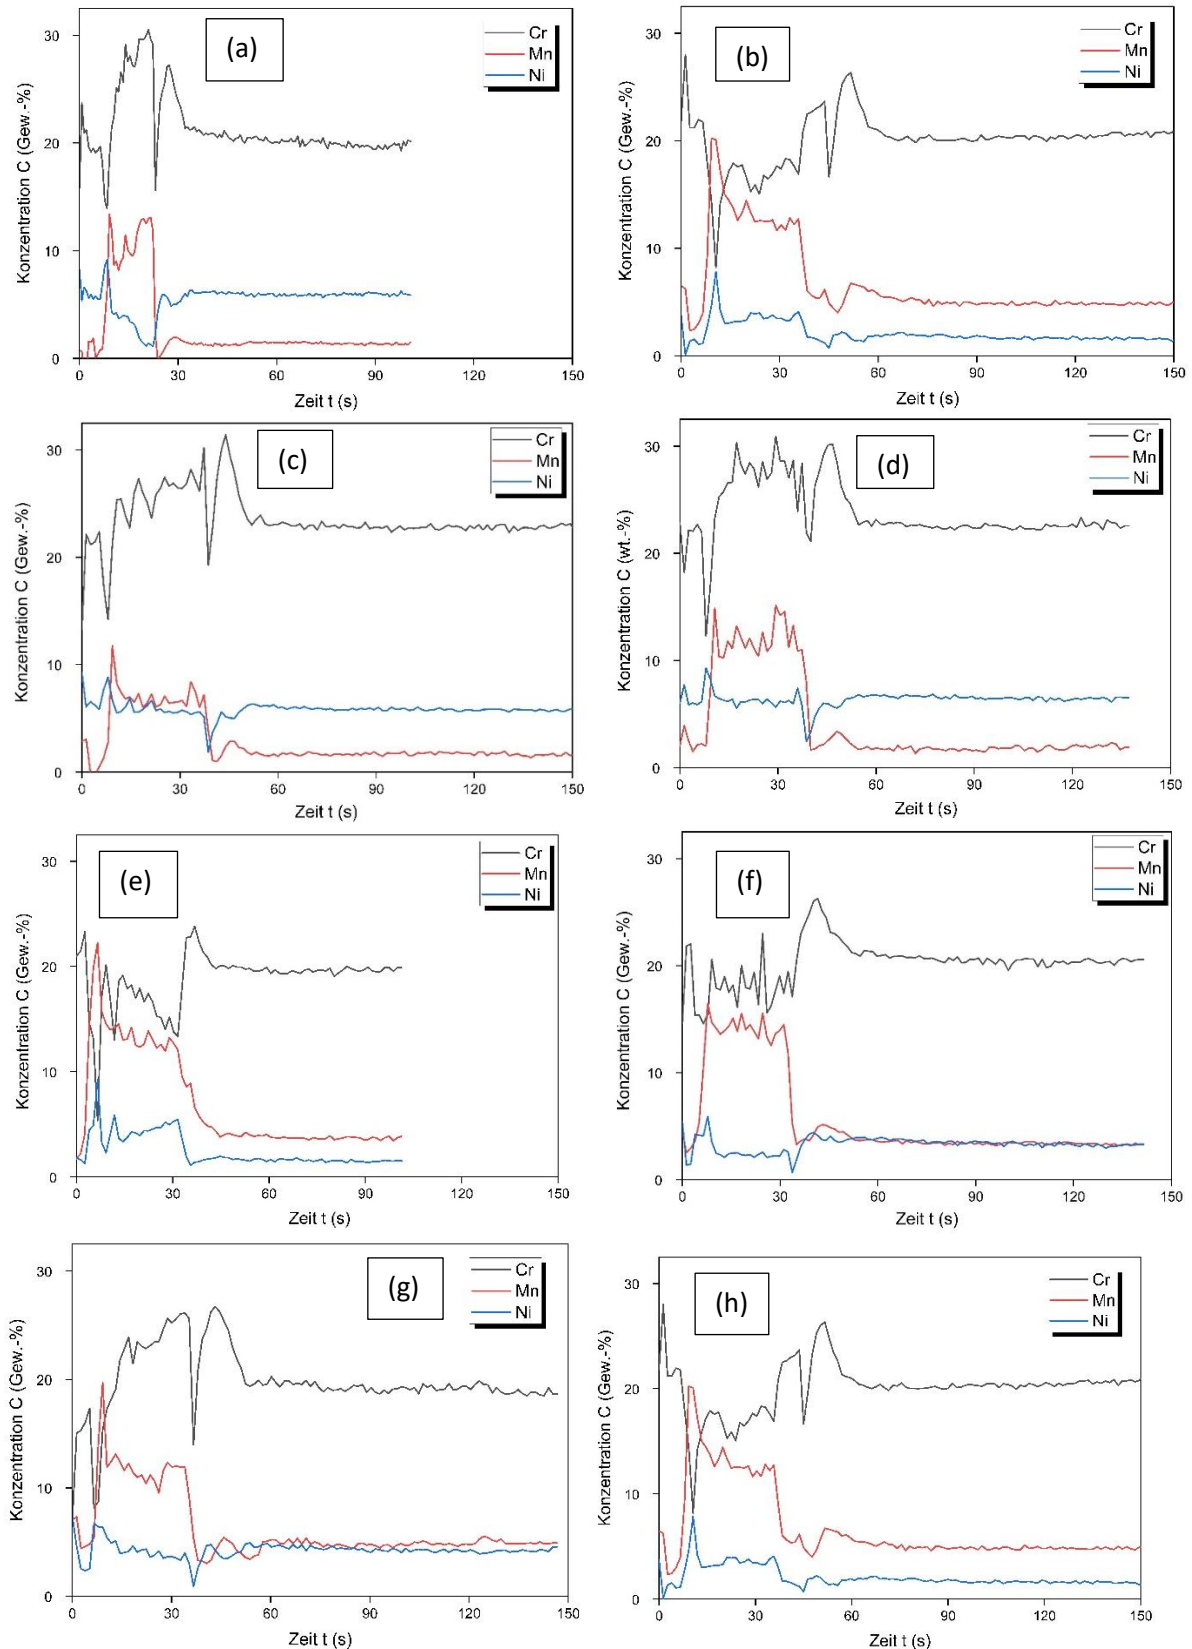 (a)
Cr
Mn
Ni
Konzentration C (Gew.-%)
30
20
10
0
0 30 60 90 120 150
Zeit t (s)
(b)
Cr
Mn
Ni
Konzentration C (Gew.-%)
30
20
10
0
0 30 60 90 120 150
Zeit t (s)
(c)
Cr
Mn
Ni
Konzentration C (Gew.-%)
30
20
10
0
0 30 60 90 120 150
Zeit t (s)
(d)
Cr
Mn
Ni
Konzentration C (wt.-%)
30
20
10
0
0 30 60 90 120 150
Zeit t (s)
(e)
Cr
Mn
Ni
Konzentration C (Gew.-%)
30
20
10
0
0 30 60 90 120 150
Zeit t (s)
(f)
Cr
Mn
Ni
Konzentration C (Gew.-%)
30
20
10
0
0 30 60 90 120 150
Zeit t (s)
(g)
Cr
Mn
Ni
Konzentration C (Gew.-%)
30
20
10
0
0 30 60 90 120 150
Zeit t (s)
(h)
Cr
Mn
Ni
Konzentration C (Gew.-%)
30
20
10
0
0 30 60 90 120 150
Zeit t (s)